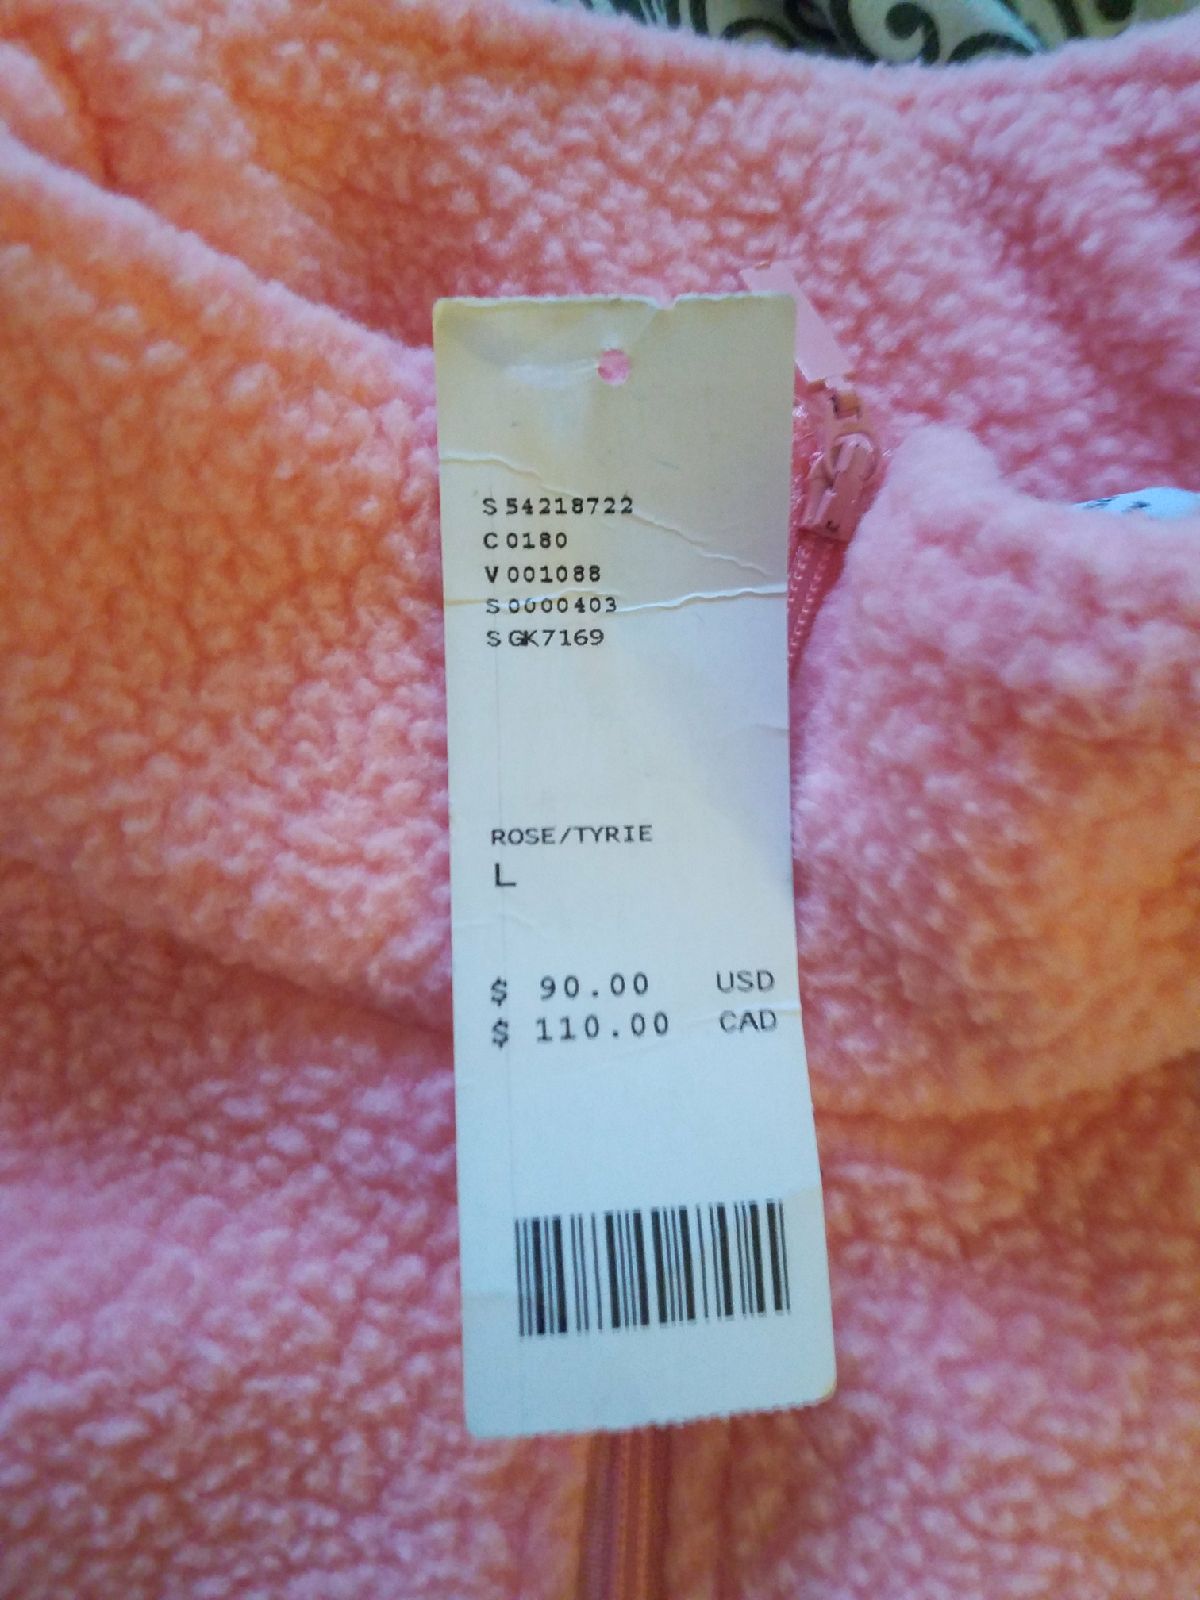 S 54218722
C 0180
V 001088
S 0000403
S GK7169
ROSE/TYRIE
L
$ 90.00 USD
$ 110.00 CAD